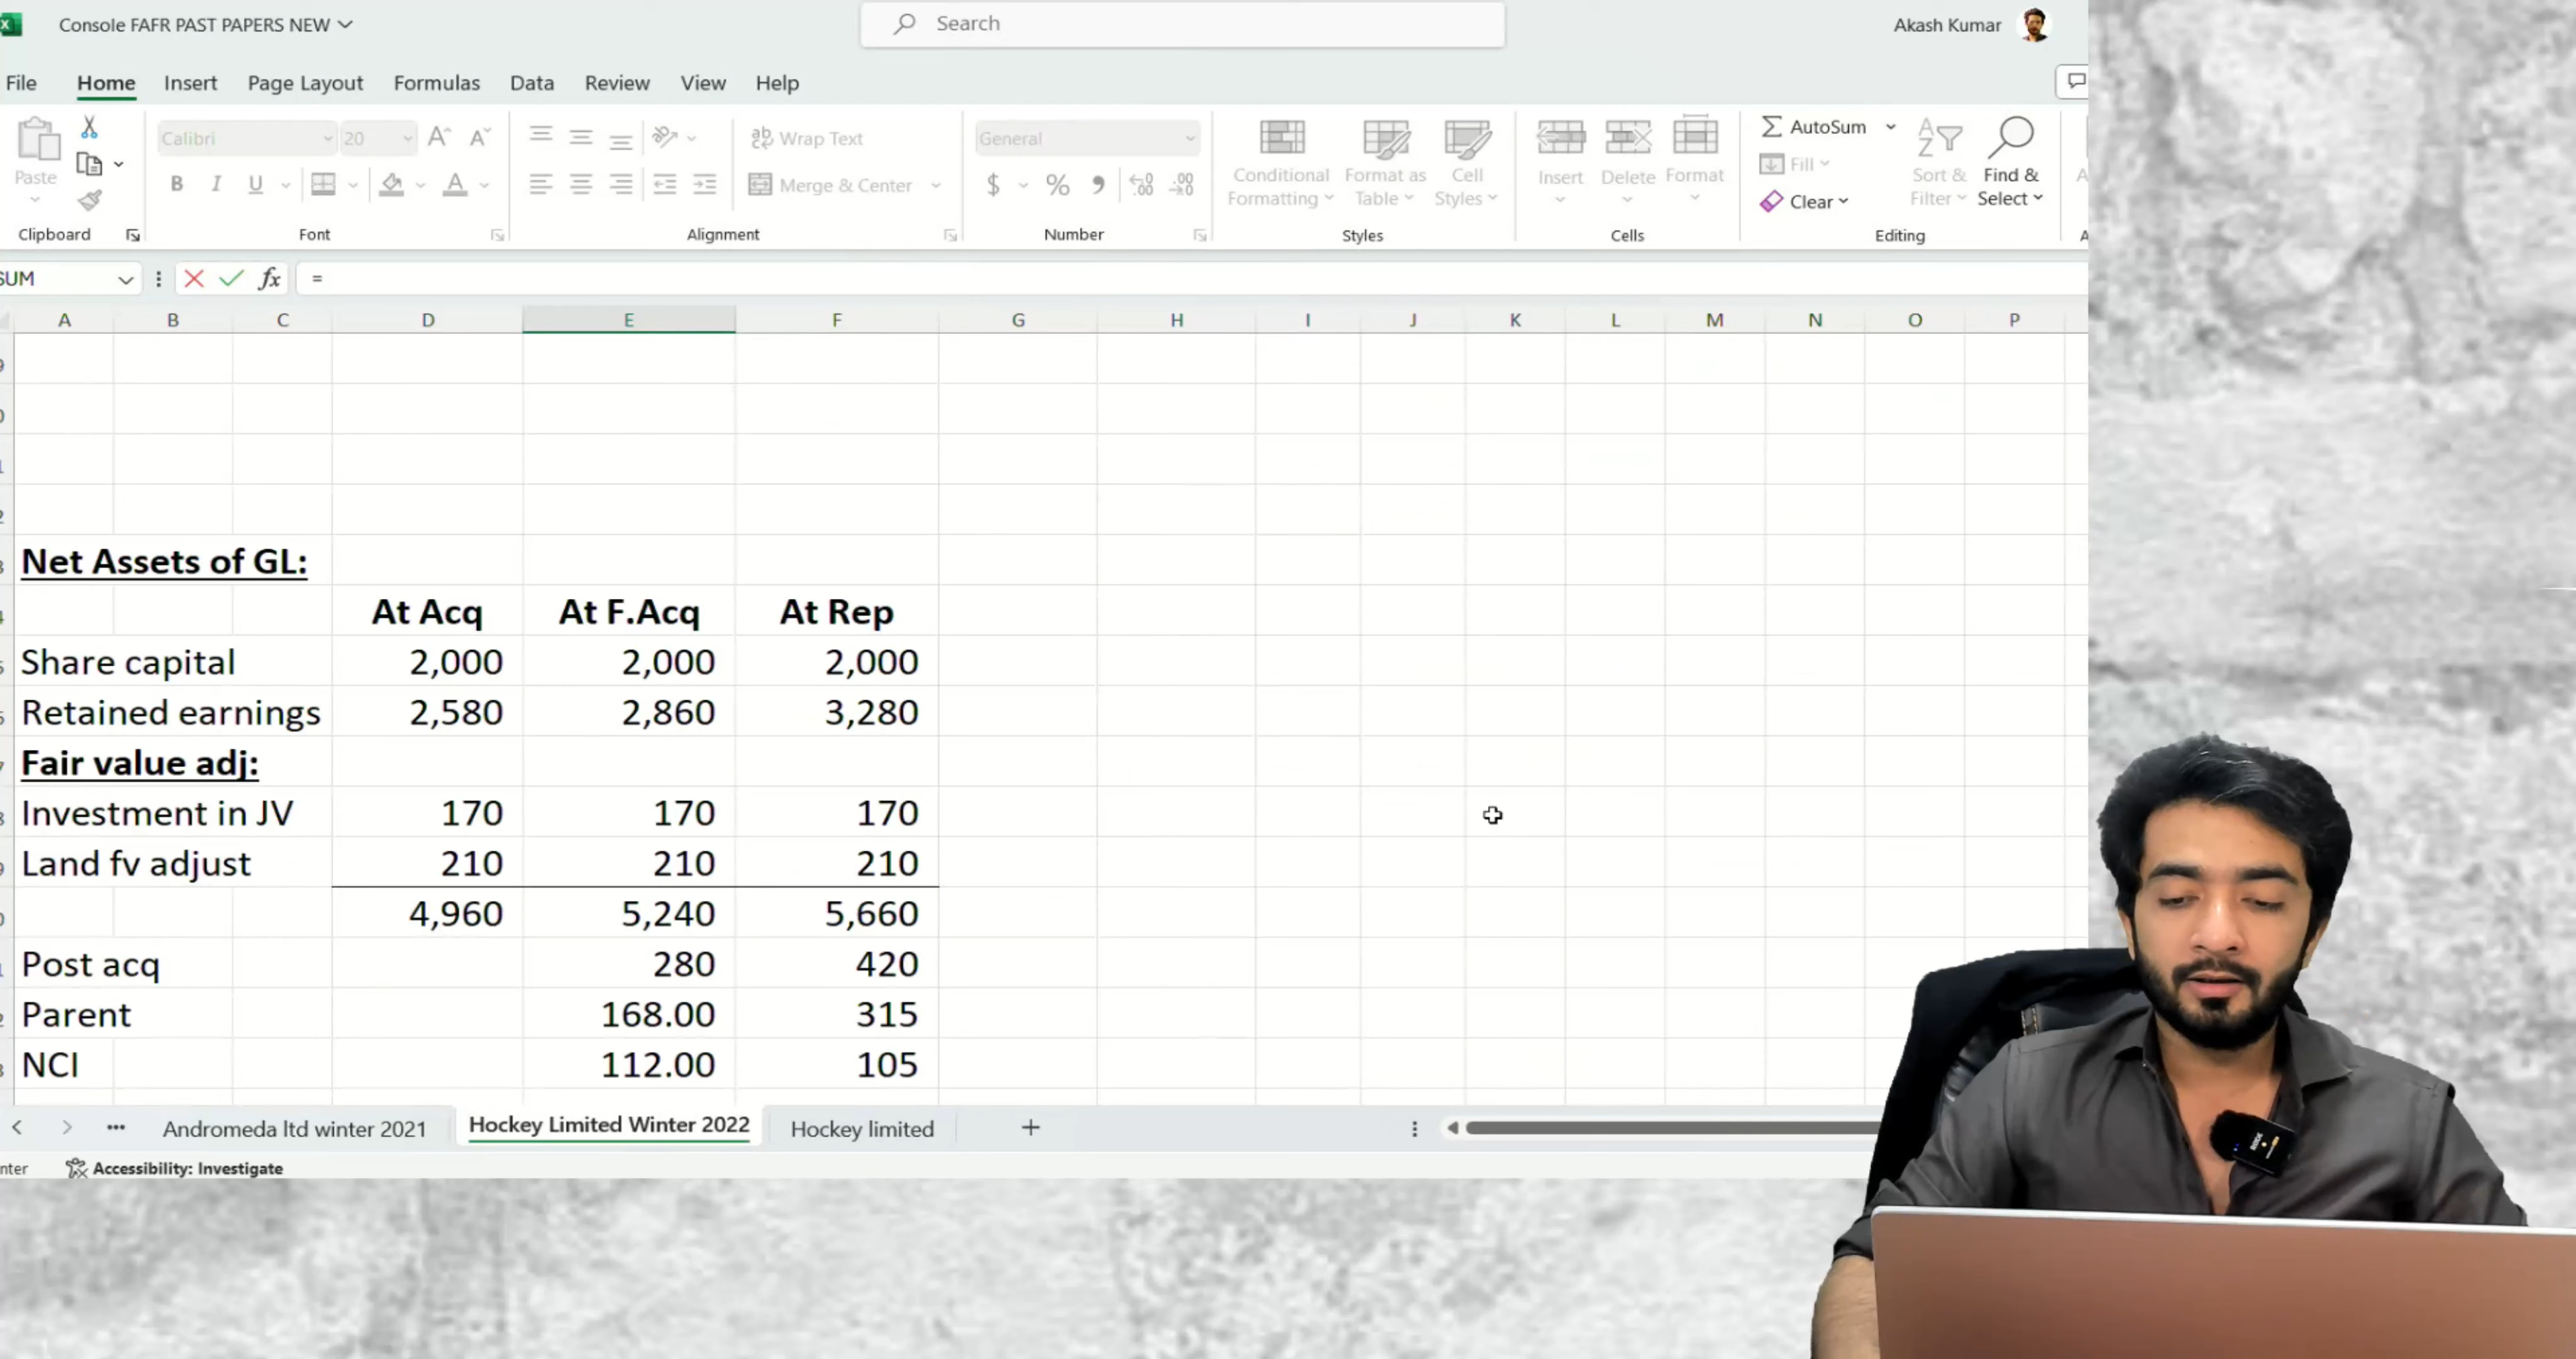 Console FAFR PAST PAPERS NEW
Search
Akash Kumar
File Home Insert Page Layout Formulas Data Review View Help
Paste
Clipboard
Calibri 20
B I U
Font
Wrap Text
Merge & Center
Alignment
General
$ % 9
Number
Conditional Formatting
Format as Table
Cell Styles
Styles
Insert Delete Format
Cells
AutoSum
Fill
Clear
Sort & Filter
Find & Select
Editing
SUM fx =
A B C D E F G H I J K L M N O P
Net Assets of GL:
At Acq At F.Acq At Rep
Share capital 2,000 2,000 2,000
Retained earnings 2,580 2,860 3,280
Fair value adj:
Investment in JV 170 170 170
Land fv adjust 210 210 210
4,960 5,240 5,660
Post acq 280 420
Parent 168.00 315
NCI 112.00 105
Andromeda ltd winter 2021 Hockey Limited Winter 2022 Hockey limited
Accessibility: Investigate